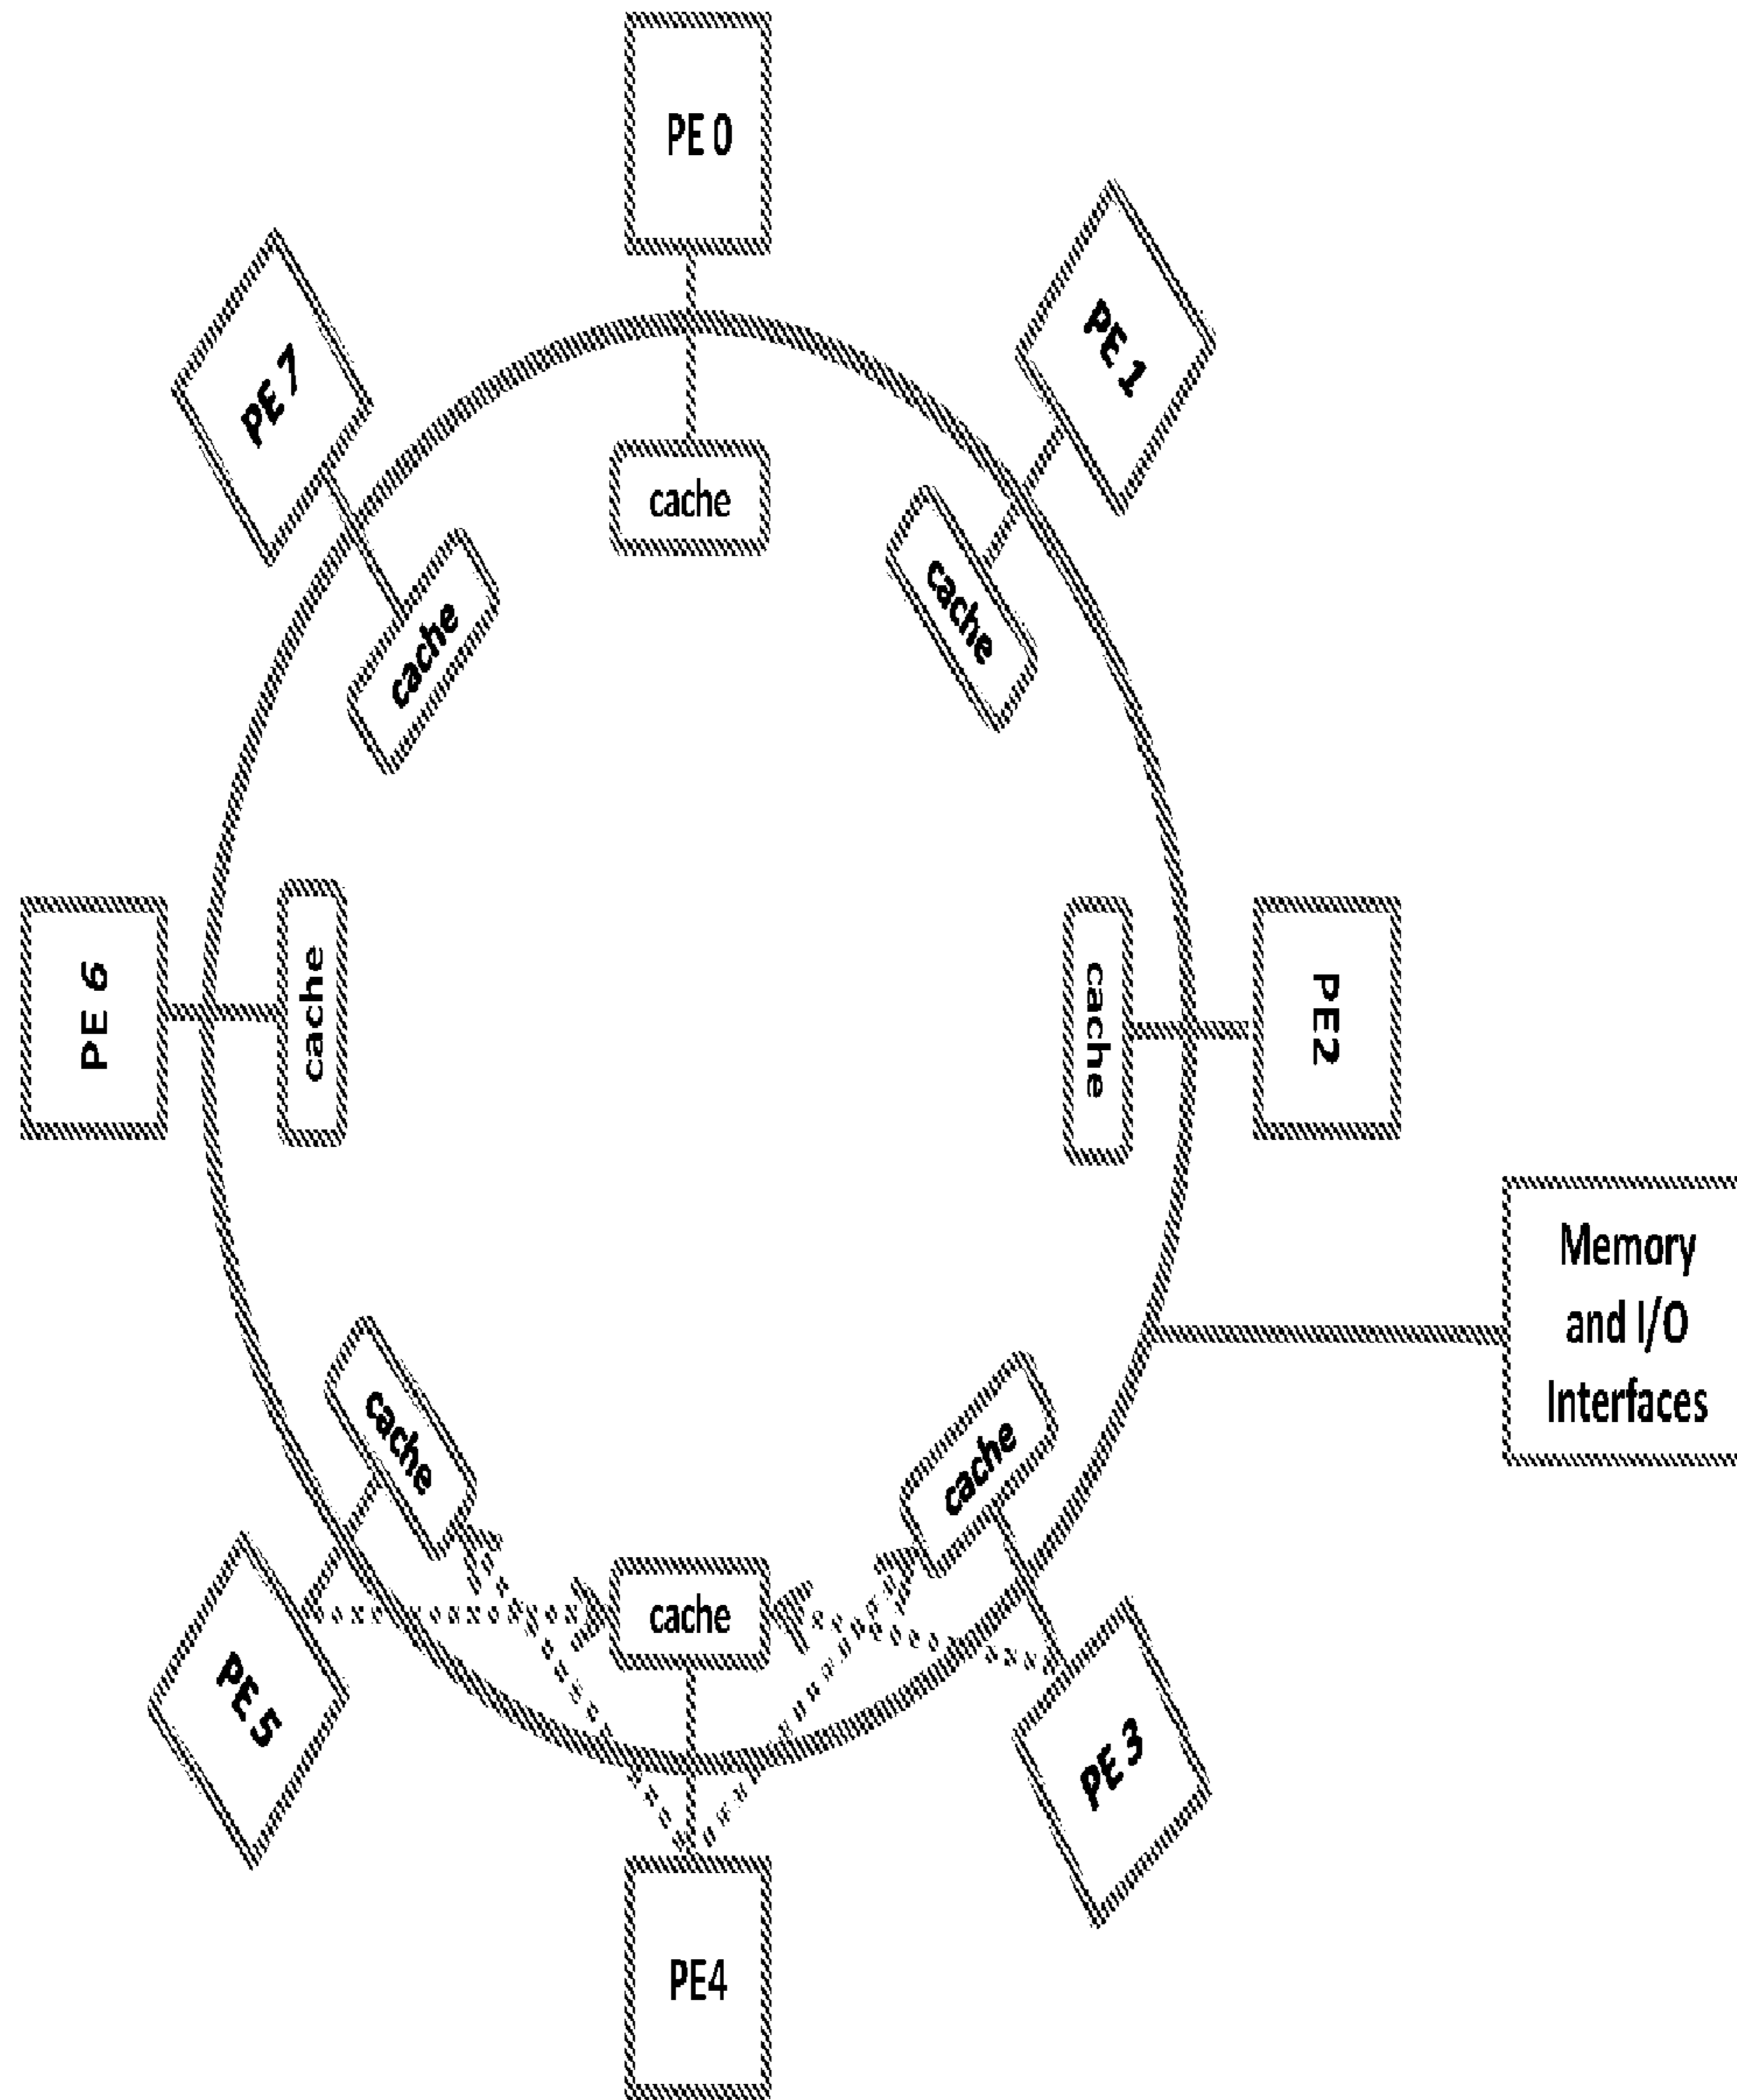 PE 0
PE 1
PE 7
cache
cache
cache
PE 6
cache
cache
PE2
Memory
and I/O
Interfaces
cache
cache
cache
PE 5
PE 3
PE4